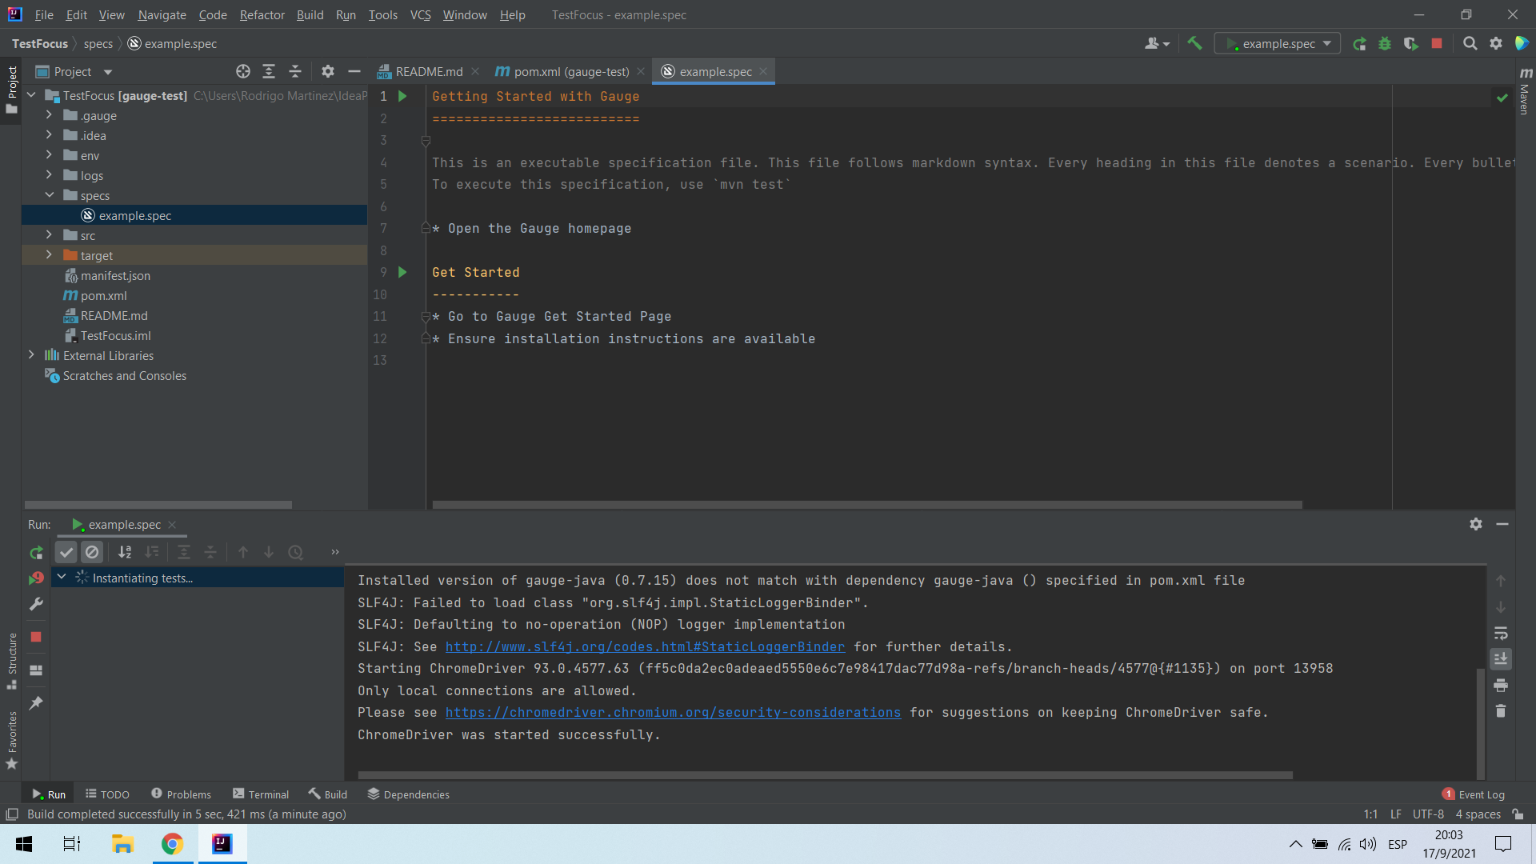 File Edit View Navigate Code Refactor Build Run Tools VCS Window Help TestFocus - example.spec
TestFocus specs example.spec example.spec
Project README.md pom.xml (gauge-test) example.spec
Project
Maven
TestFocus [gauge-test] C:\Users\Rodrigo Martinez\IdeaP
.gauge
.idea
env
logs
specs
example.spec
src
target
manifest.json
pom.xml
README.md
TestFocus.iml
External Libraries
Scratches and Consoles
1 Getting Started with Gauge
2 ==========================
3
4 This is an executable specification file. This file follows markdown syntax. Every heading in this file denotes a scenario. Every bullet
5 To execute this specification, use `mvn test`
6
7 * Open the Gauge homepage
8
9 Get Started
10 -----------
11 * Go to Gauge Get Started Page
12 * Ensure installation instructions are available
13
Run: example.spec
Instantiating tests...
Structure
Favorites
Installed version of gauge-java (0.7.15) does not match with dependency gauge-java () specified in pom.xml file
SLF4J: Failed to load class "org.slf4j.impl.StaticLoggerBinder".
SLF4J: Defaulting to no-operation (NOP) logger implementation
SLF4J: See http://www.slf4j.org/codes.html#StaticLoggerBinder for further details.
Starting ChromeDriver 93.0.4577.63 (ff5c0da2ec0adeaed5550e6c7e98417dac77d98a-refs/branch-heads/4577@{#1135}) on port 13958
Only local connections are allowed.
Please see https://chromedriver.chromium.org/security-considerations for suggestions on keeping ChromeDriver safe.
ChromeDriver was started successfully.
Run TODO Problems Terminal Build Dependencies 1 Event Log
Build completed successfully in 5 sec, 421 ms (a minute ago) 1:1 LF UTF-8 4 spaces
ESP 20:03
17/9/2021